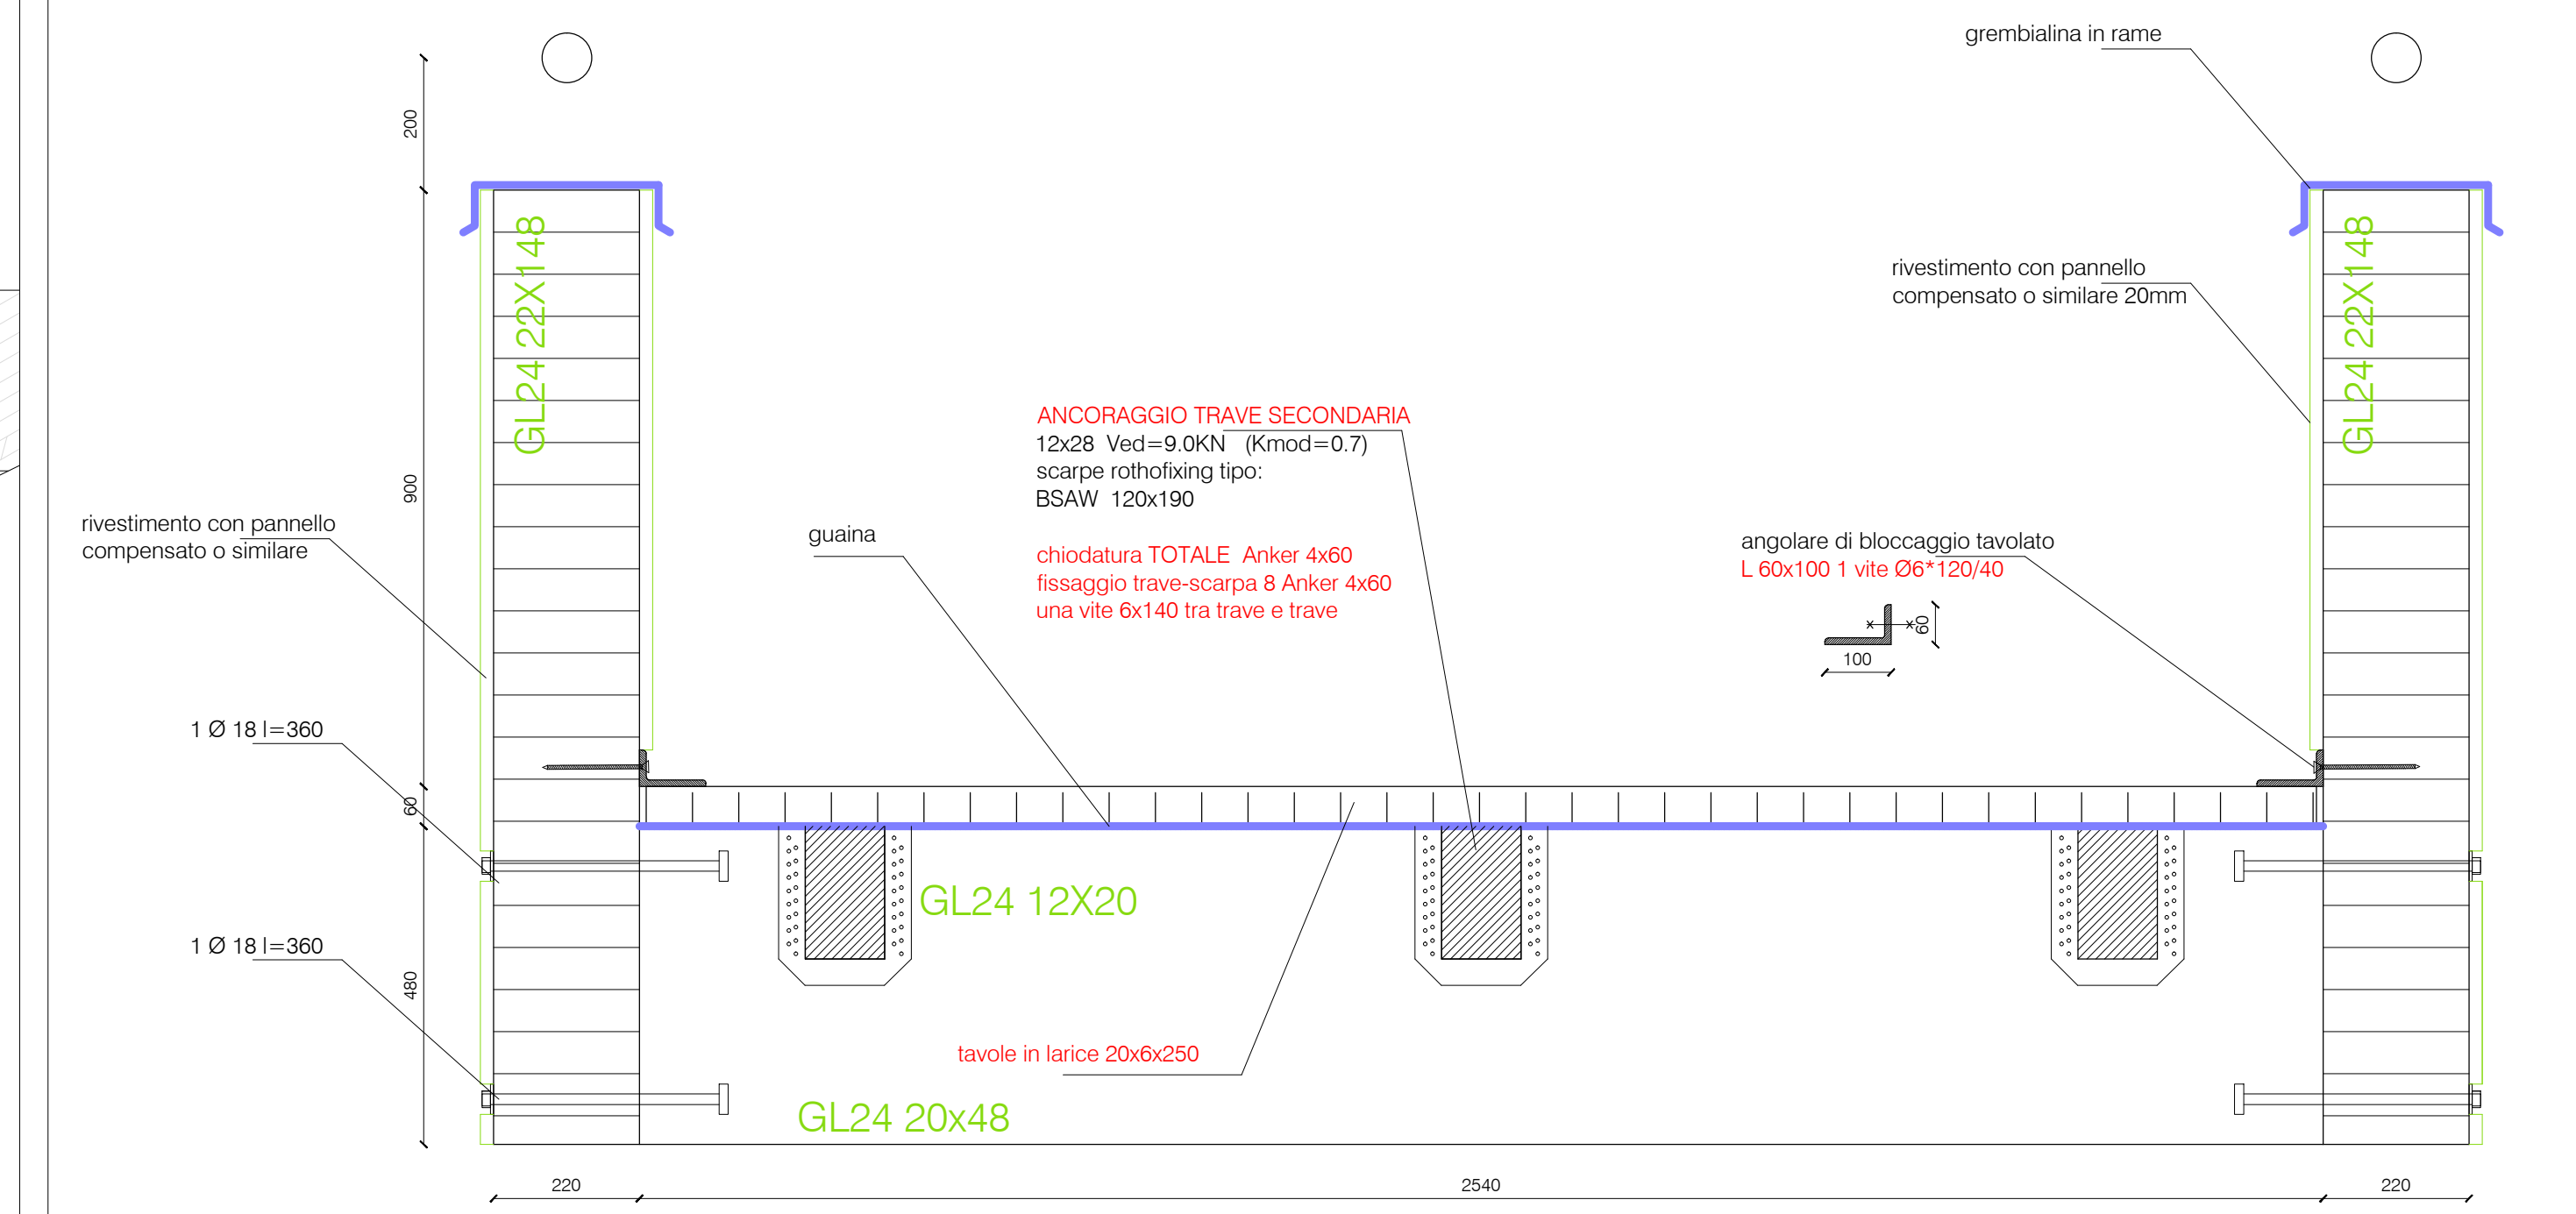 grembialina in rame
200
GL24 22X148
GL24 22X148
rivestimento con pannello
compensato o similare 20mm
ANCORAGGIO TRAVE SECONDARIA
12x28  Ved=9.0KN   (Kmod=0.7)
scarpe rothofixing tipo:
BSAW  120x190
chiodatura TOTALE  Anker 4x60
fissaggio trave-scarpa 8 Anker 4x60
una vite 6x140 tra trave e trave
900
rivestimento con pannello
compensato o similare
guaina
angolare di bloccaggio tavolato
L 60x100 1 vite Ø6*120/40
60
100
1 Ø 18 l=360
60
GL24 12X20
1 Ø 18 l=360
480
tavole in larice 20x6x250
GL24 20x48
220
2540
220